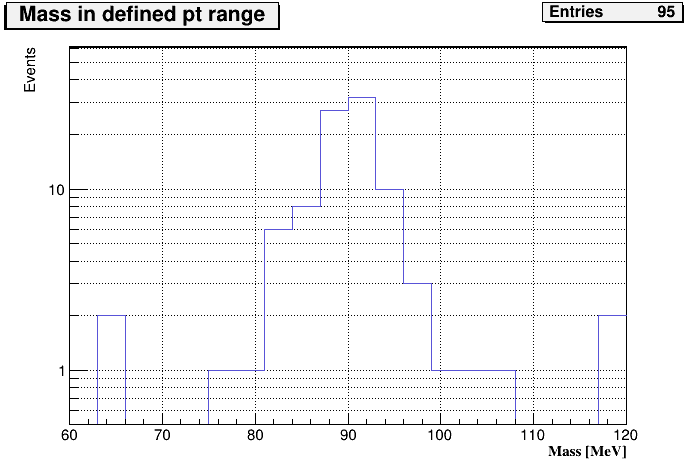 Mass in defined pt range
Entries 95
Events
10
1
60 70 80 90 100 110 120
Mass [MeV]